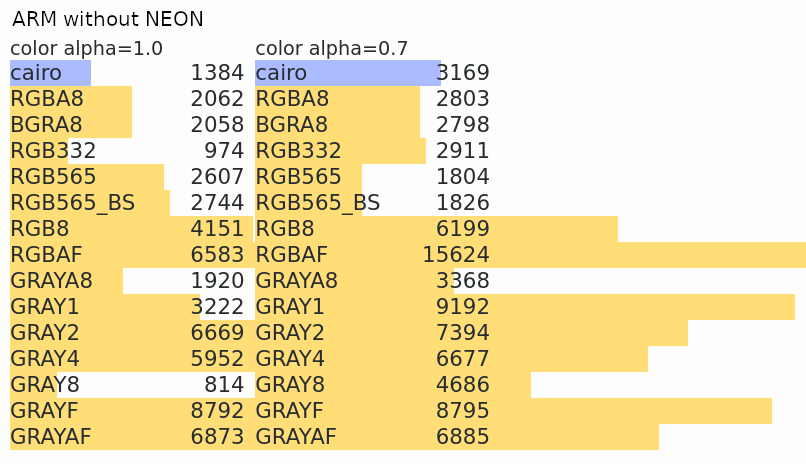 ARM without NEON
color alpha=1.0 color alpha=0.7
cairo 1384 cairo 3169
RGBA8 2062 RGBA8 2803
BGRA8 2058 BGRA8 2798
RGB332 974 RGB332 2911
RGB565 2607 RGB565 1804
RGB565_BS 2744 RGB565_BS 1826
RGB8 4151 RGB8 6199
RGBAF 6583 RGBAF 15624
GRAYA8 1920 GRAYA8 3368
GRAY1 3222 GRAY1 9192
GRAY2 6669 GRAY2 7394
GRAY4 5952 GRAY4 6677
GRAY8 814 GRAY8 4686
GRAYF 8792 GRAYF 8795
GRAYAF 6873 GRAYAF 6885